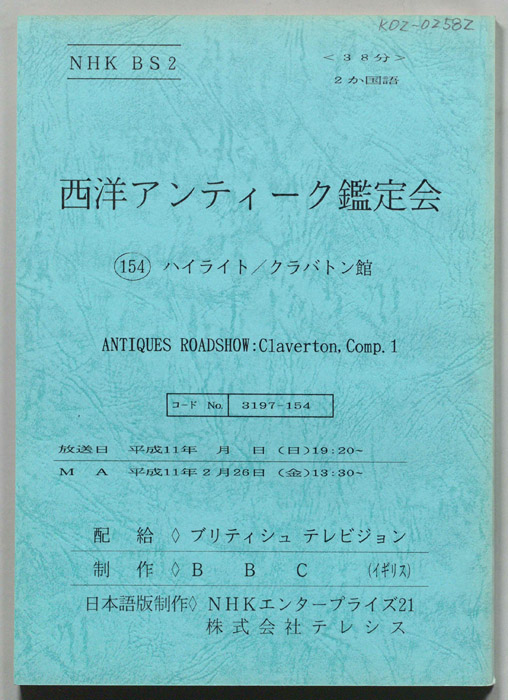 K02-0258Z
NHK BS2
<38分>
2か国語
西洋アンティーク鑑定会
154 ハイライト/クラバトン館
ANTIQUES ROADSHOW:Claverton,Comp.1
コード No. 3197-154
放送日 平成11年 月 日(日)19:20~
MA 平成11年2月26日(金)13:30~
配給◇ブリティシュ テレビジョン
制作◇BBC (イギリス)
日本語版制作◇NHKエンタープライズ21
株式会社テレシス